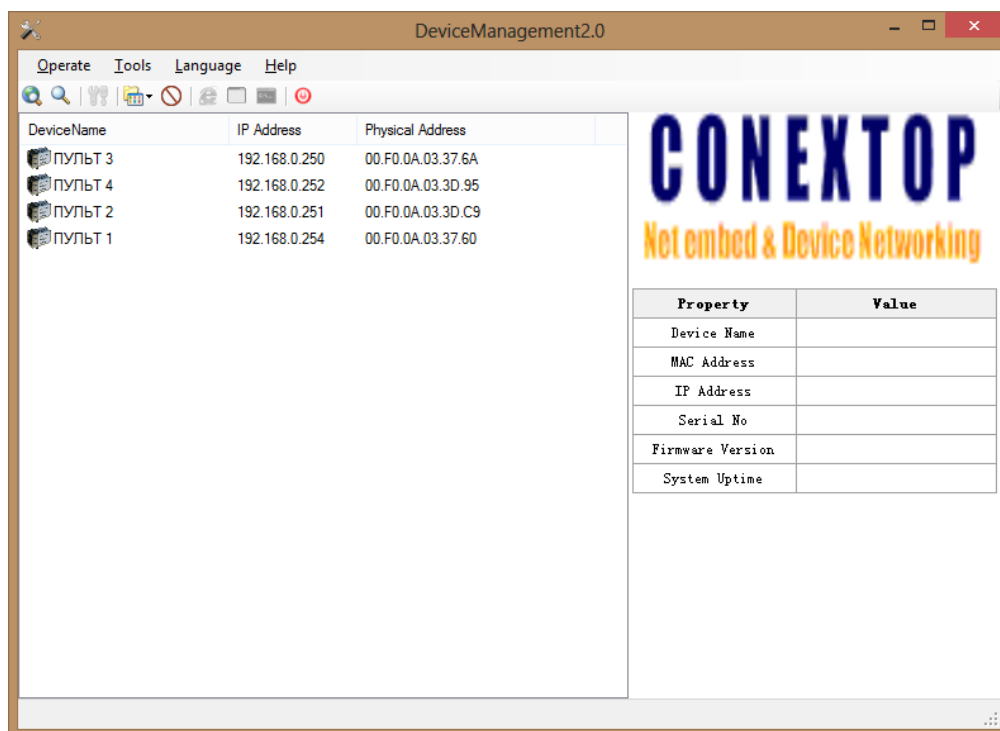 DeviceManagement2.0
Operate Tools Language Help
DeviceName IP Address Physical Address
ПУЛЬТ 3 192.168.0.250 00.F0.0A.03.37.6A
ПУЛЬТ 4 192.168.0.252 00.F0.0A.03.3D.95
ПУЛЬТ 2 192.168.0.251 00.F0.0A.03.3D.C9
ПУЛЬТ 1 192.168.0.254 00.F0.0A.03.37.60
CONEXTOP
Net embed & Device Networking
Property Value
Device Name
MAC Address
IP Address
Serial No
Firmware Version
System Uptime